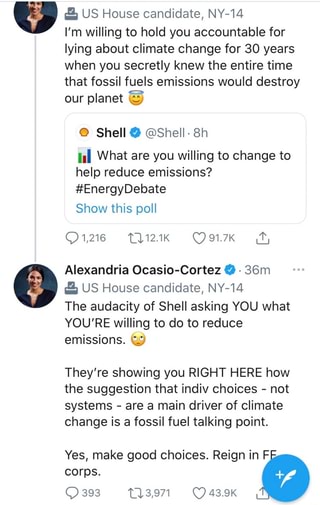 US House candidate, NY-14
I'm willing to hold you accountable for
lying about climate change for 30 years
when you secretly knew the entire time
that fossil fuels emissions would destroy
our planet 😇
Shell @Shell · 8h
📊 What are you willing to change to
help reduce emissions?
#EnergyDebate
Show this poll
1,216 12.1K 91.7K
Alexandria Ocasio-Cortez · 36m
US House candidate, NY-14
The audacity of Shell asking YOU what
YOU'RE willing to do to reduce
emissions. 🙄
They're showing you RIGHT HERE how
the suggestion that indiv choices - not
systems - are a main driver of climate
change is a fossil fuel talking point.
Yes, make good choices. Reign in FF
corps.
393 3,971 43.9K